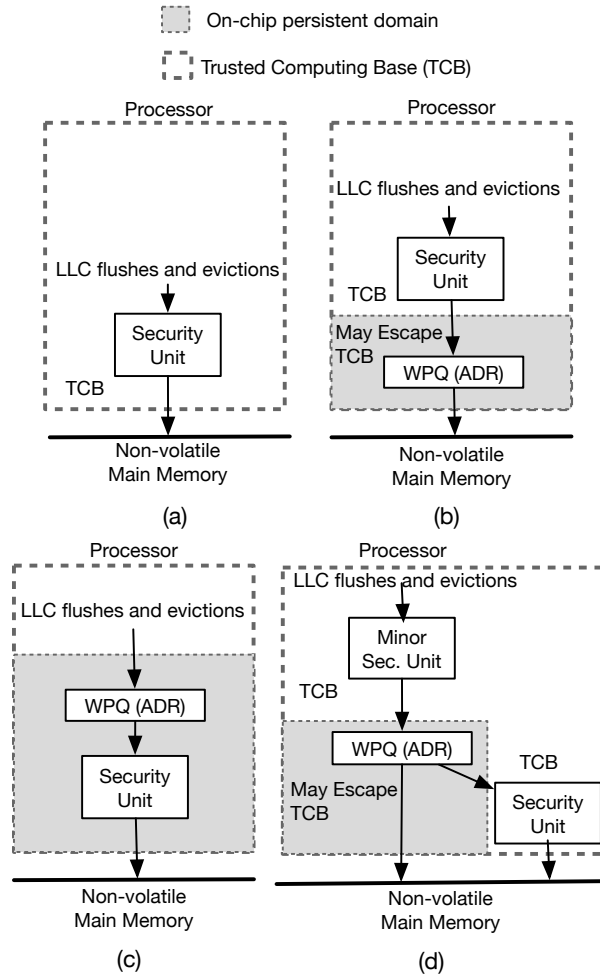 On-chip persistent domain
Trusted Computing Base (TCB)
Processor
LLC flushes and evictions
Security
Unit
TCB
Non-volatile
Main Memory
(a)
Processor
LLC flushes and evictions
Security
Unit
TCB
May Escape
TCB
WPQ (ADR)
Non-volatile
Main Memory
(b)
Processor
LLC flushes and evictions
WPQ (ADR)
Security
Unit
Non-volatile
Main Memory
(c)
Processor
LLC flushes and evictions
Minor
Sec. Unit
TCB
WPQ (ADR)
May Escape
TCB
TCB
Security
Unit
Non-volatile
Main Memory
(d)